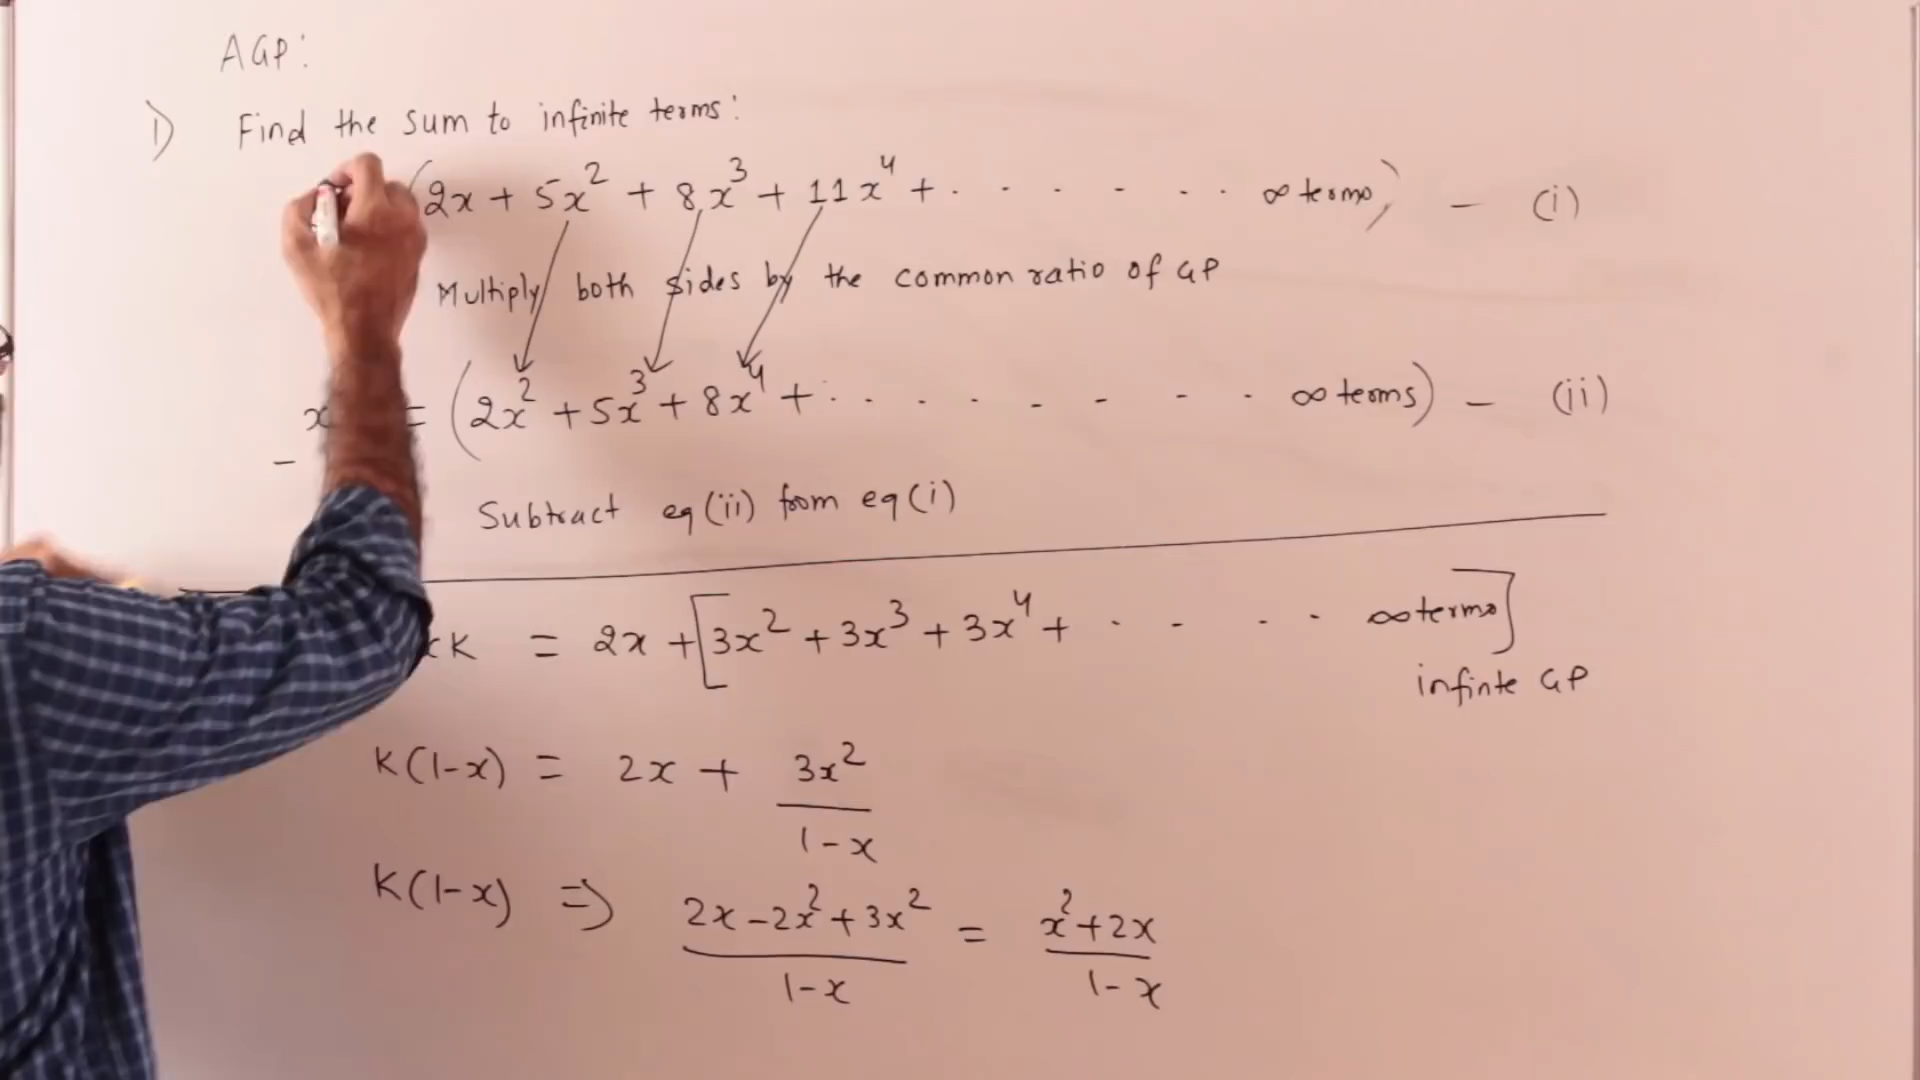 AGP:
1) Find the sum to infinite terms:
(2x + 5x² + 8x³ + 11x⁴ + . . . . . . ∞ terms) — (i)
Multiply both sides by the common ratio of GP
x = (2x² + 5x³ + 8x⁴ + . . . . . . . . ∞ terms) — (ii)
−
Subtract eq (ii) from eq (i)
K = 2x + [3x² + 3x³ + 3x⁴ + . . . . ∞ terms]
infinte GP
K(1-x) = 2x + 3x²/1-x
K(1-x) ⇒ 2x-2x²+3x²/1-x = x²+2x/1-x